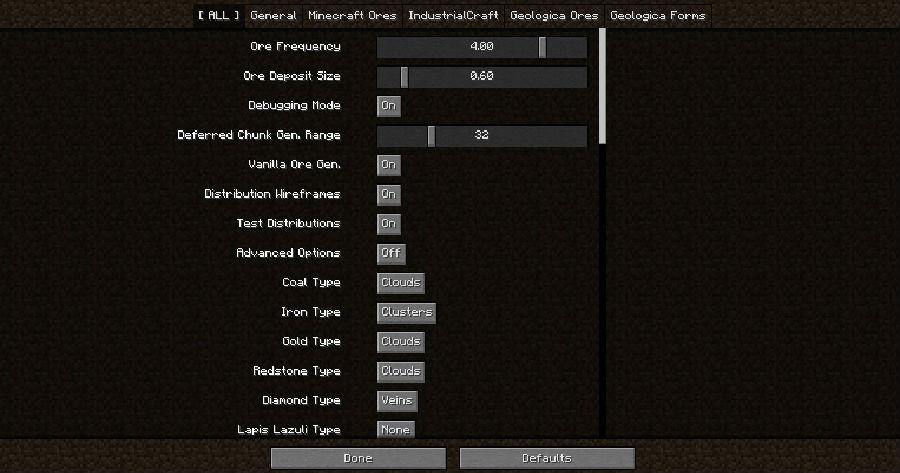 [ ALL ] General Minecraft Ores IndustrialCraft Geologica Ores Geologica Forms
Ore Frequency 4.00
Ore Deposit Size 0.60
Debugging Mode On
Deferred Chunk Gen. Range 32
Vanilla Ore Gen. On
Distribution Wireframes On
Test Distributions On
Advanced Options Off
Coal Type Clouds
Iron Type Clusters
Gold Type Clouds
Redstone Type Clouds
Diamond Type Veins
Lapis Lazuli Type None
Done Defaults